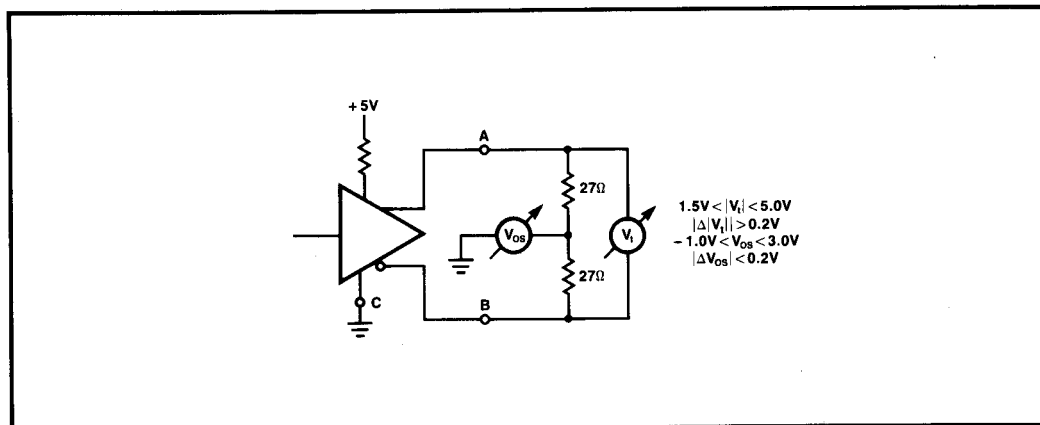 +5V
A
27Ω
1.5V < |Vt| < 5.0V
|Δ|Vt|| > 0.2V
VOS
Vt
−1.0V < VOS < 3.0V
|ΔVOS| < 0.2V
27Ω
C
B